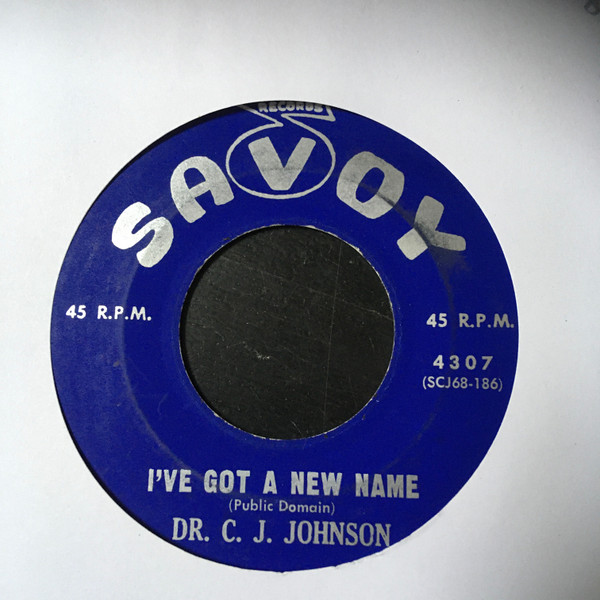 RECORDS
SAVOY
45 R.P.M.
45 R.P.M.
4307
(SCJ68-186)
I'VE GOT A NEW NAME
(Public Domain)
DR. C. J. JOHNSON